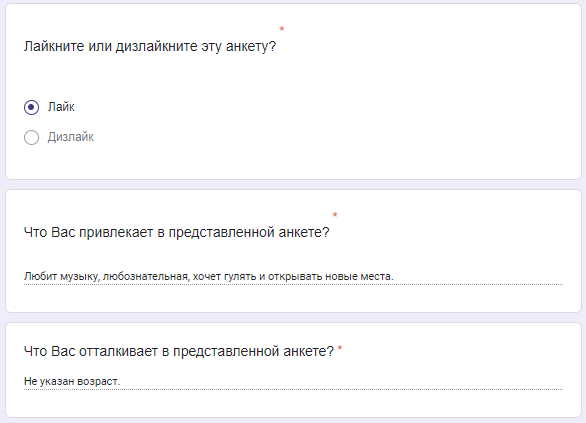 Лайкните или дизлайкните эту анкету? *
Лайк
Дизлайк
Что Вас привлекает в представленной анкете? *
Любит музыку, любознательная, хочет гулять и открывать новые места.
Что Вас отталкивает в представленной анкете? *
Не указан возраст.